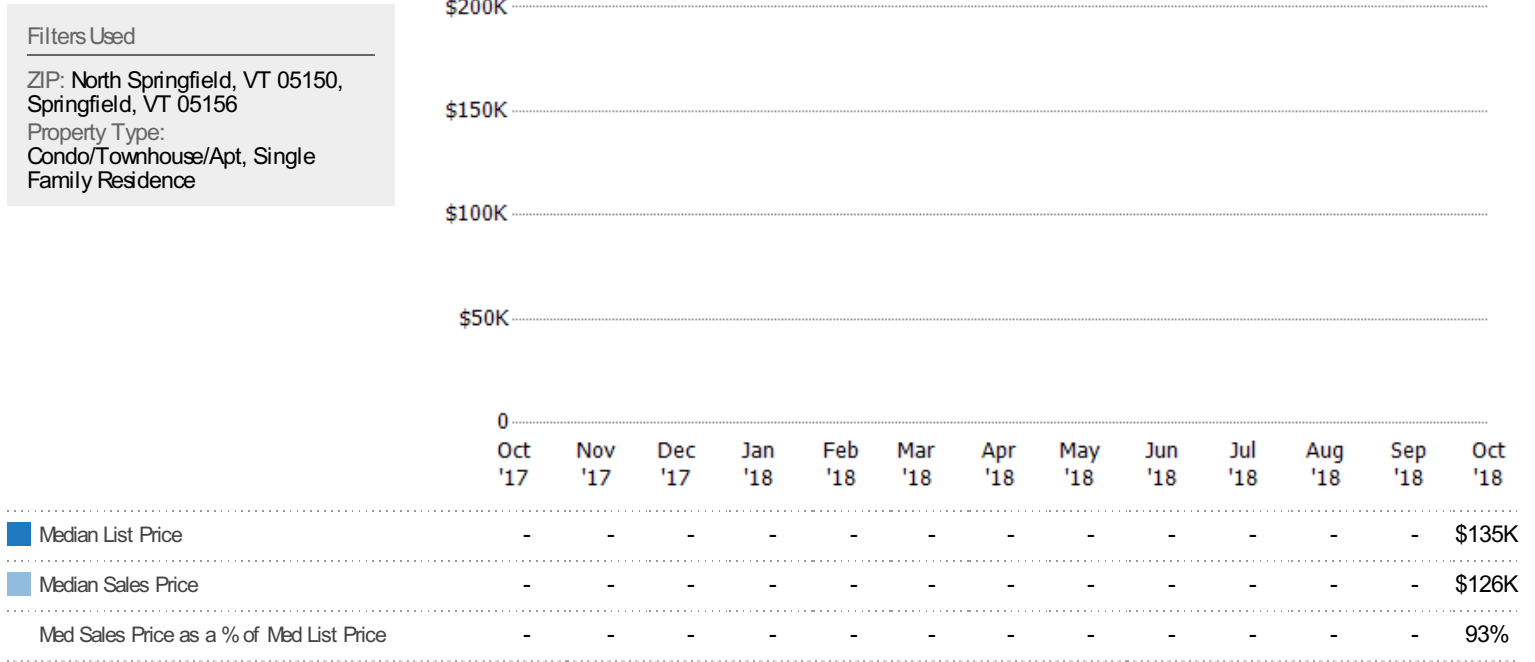 Filters Used
ZIP: North Springfield, VT 05150,
Springfield, VT 05156
Property Type:
Condo/Townhouse/Apt, Single
Family Residence
$200K
$150K
$100K
$50K
0
Oct Nov Dec Jan Feb Mar Apr May Jun Jul Aug Sep Oct
'17 '17 '17 '18 '18 '18 '18 '18 '18 '18 '18 '18 '18
Median List Price - - - - - - - - - - - - $135K
Median Sales Price - - - - - - - - - - - - $126K
Med Sales Price as a % of Med List Price - - - - - - - - - - - - 93%